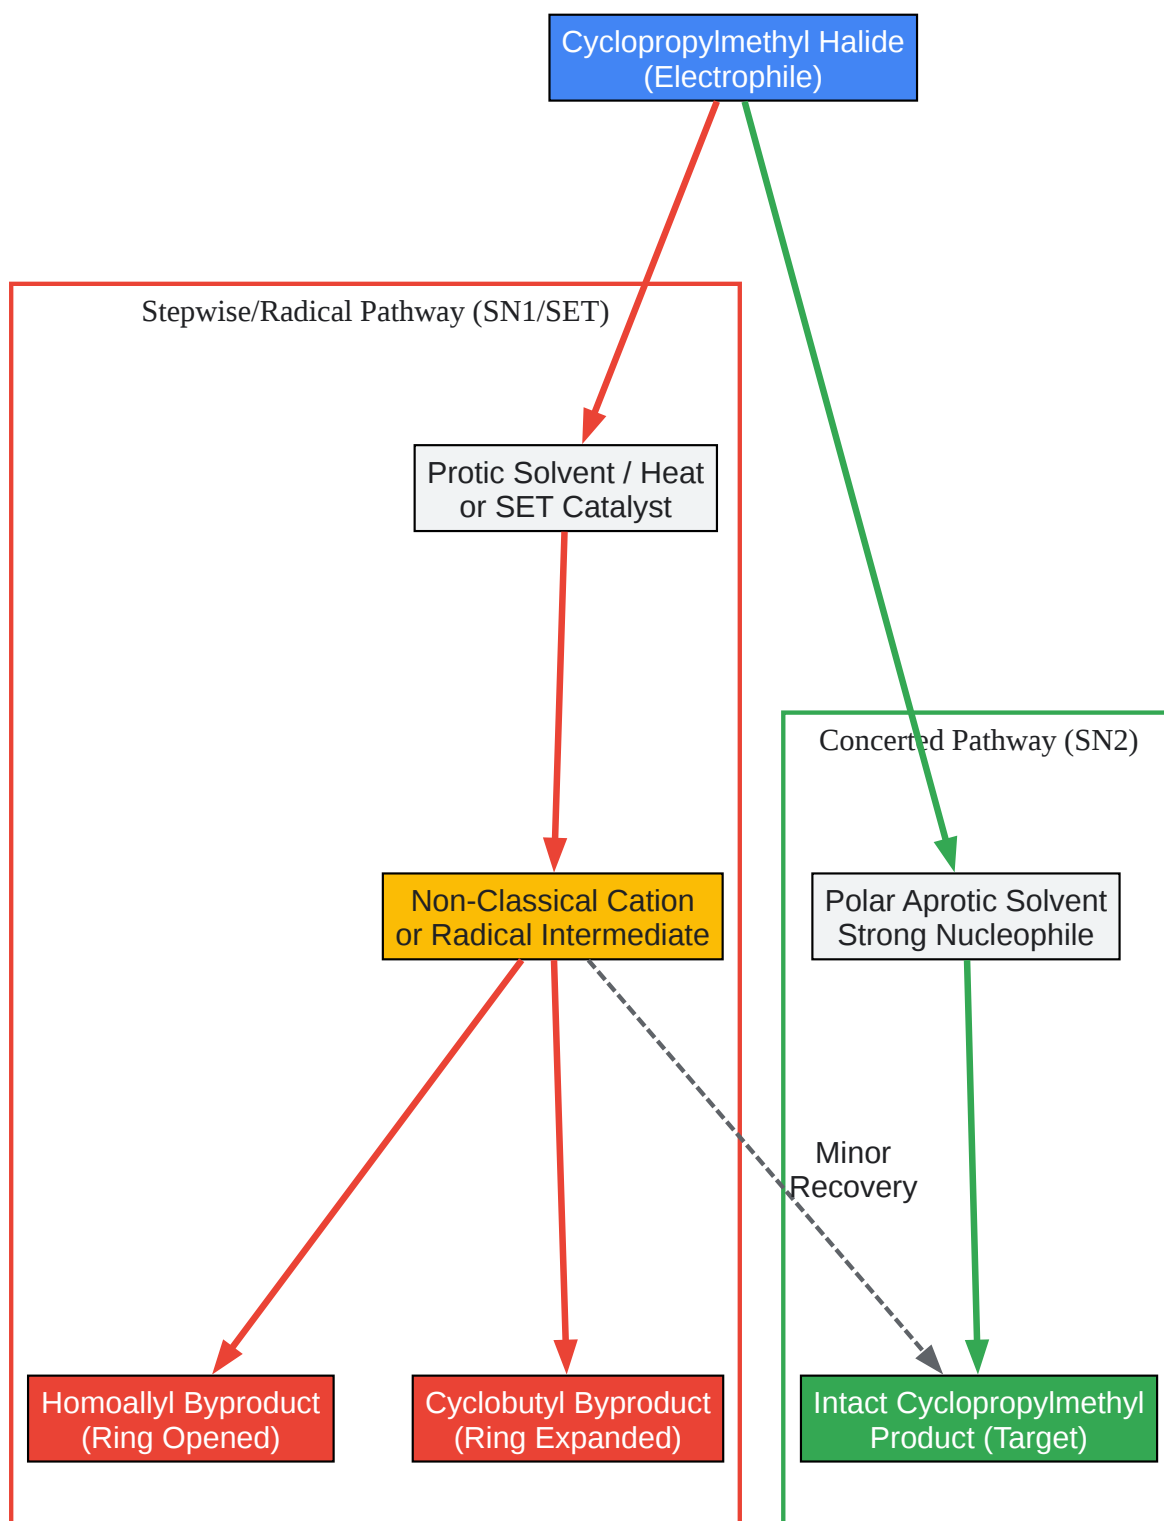 Cyclopropylmethyl Halide
(Electrophile)
Stepwise/Radical Pathway (SN1/SET)
Protic Solvent / Heat
or SET Catalyst
Concerted Pathway (SN2)
Non-Classical Cation
or Radical Intermediate
Polar Aprotic Solvent
Strong Nucleophile
Minor
Recovery
Homoallyl Byproduct
(Ring Opened)
Cyclobutyl Byproduct
(Ring Expanded)
Intact Cyclopropylmethyl
Product (Target)